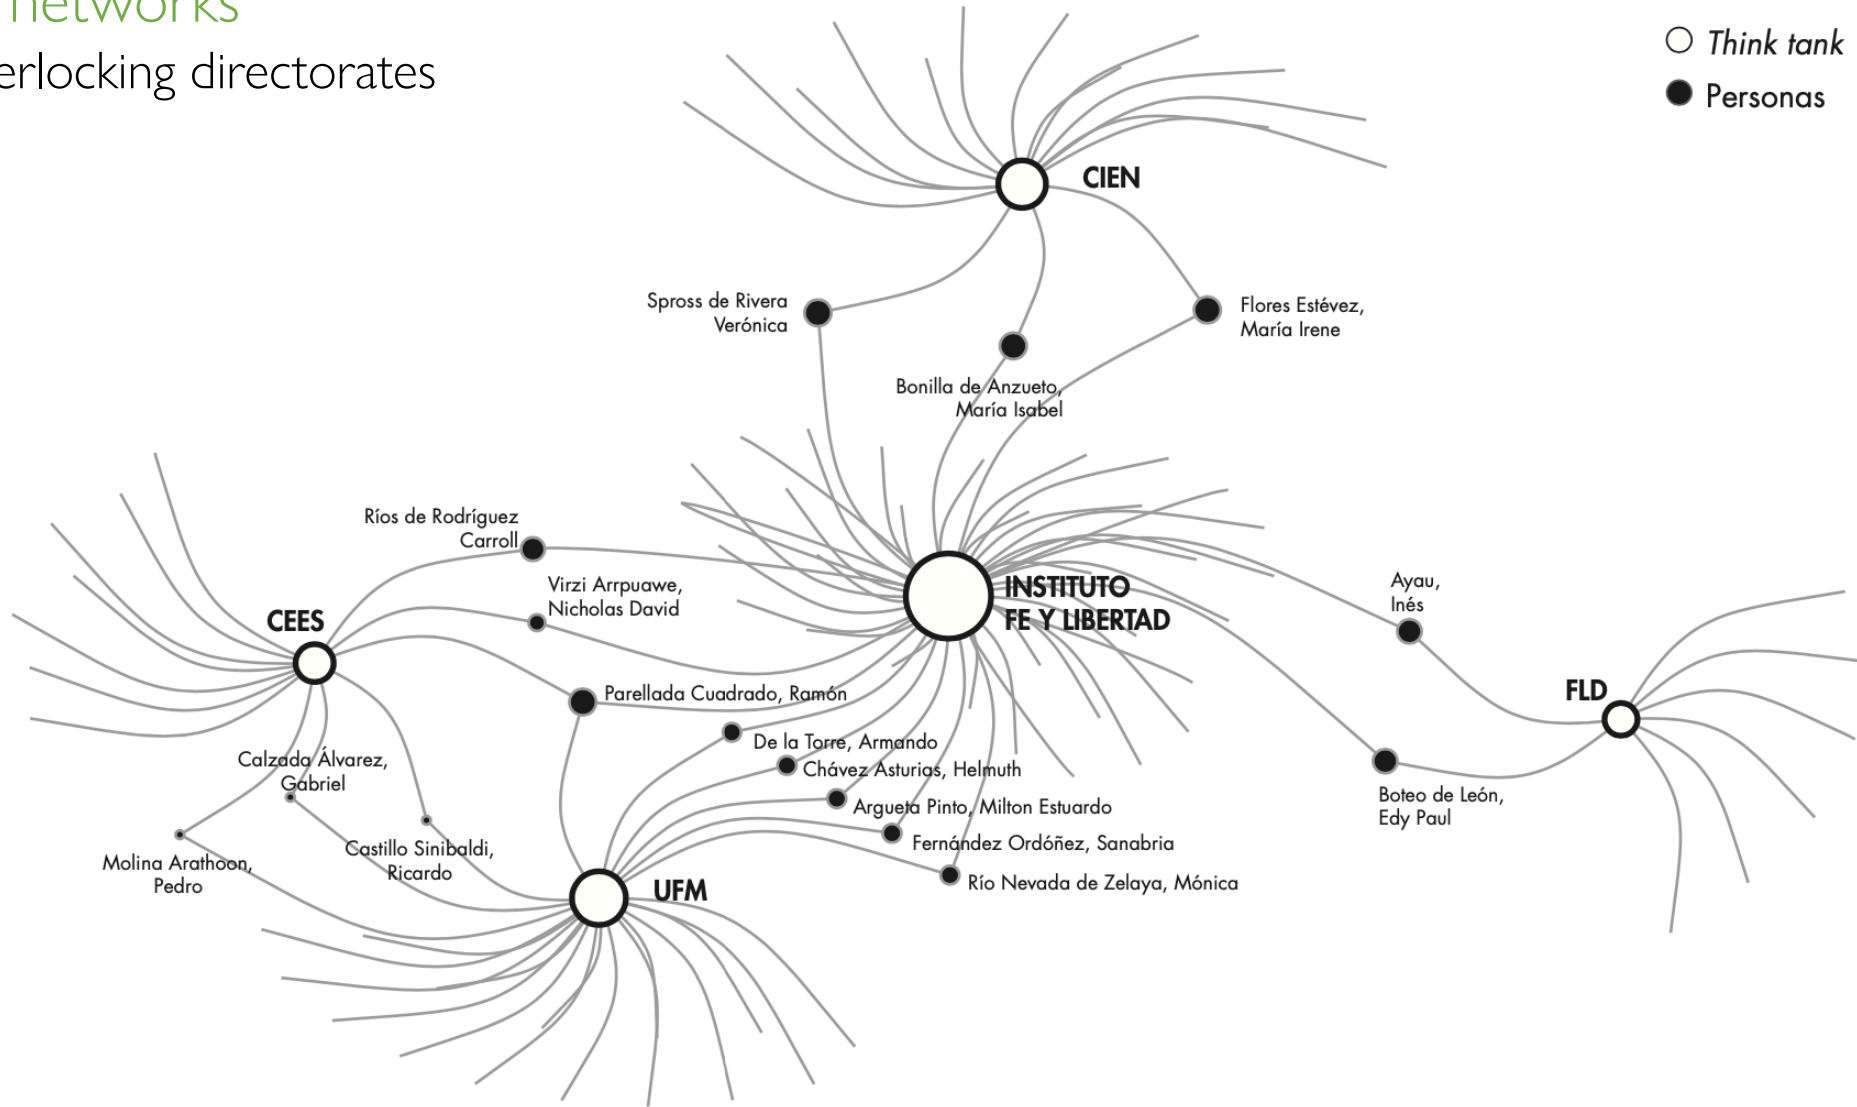 networks
erlocking directorates
Think tank
Personas
CIEN
Spross de Rivera
Verónica
Flores Estévez,
María Irene
Bonilla de Anzueto,
María Isabel
Ríos de Rodríguez
Carroll
Virzi Arrpuawe,
Nicholas David
CEES
INSTITUTO
FE Y LIBERTAD
Ayau,
Inés
FLD
Parellada Cuadrado, Ramón
De la Torre, Armando
Chávez Asturias, Helmuth
Argueta Pinto, Milton Estuardo
Fernández Ordóñez, Sanabria
Río Nevada de Zelaya, Mónica
Boteo de León,
Edy Paul
Calzada Álvarez,
Gabriel
Castillo Sinibaldi,
Ricardo
Molina Arathoon,
Pedro
UFM